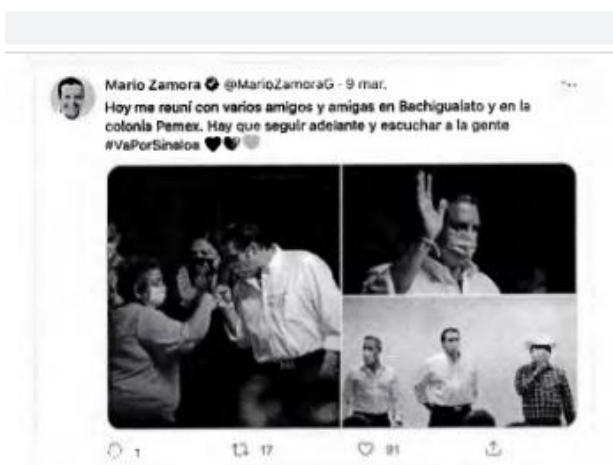 Mario Zamora @MarioZamoraG · 9 mar.
Hoy me reuní con varios amigos y amigas en Bachigualato y en la
colonia Pemex. Hay que seguir adelante y escuchar a la gente
#VaPorSinaloa
1 17 91